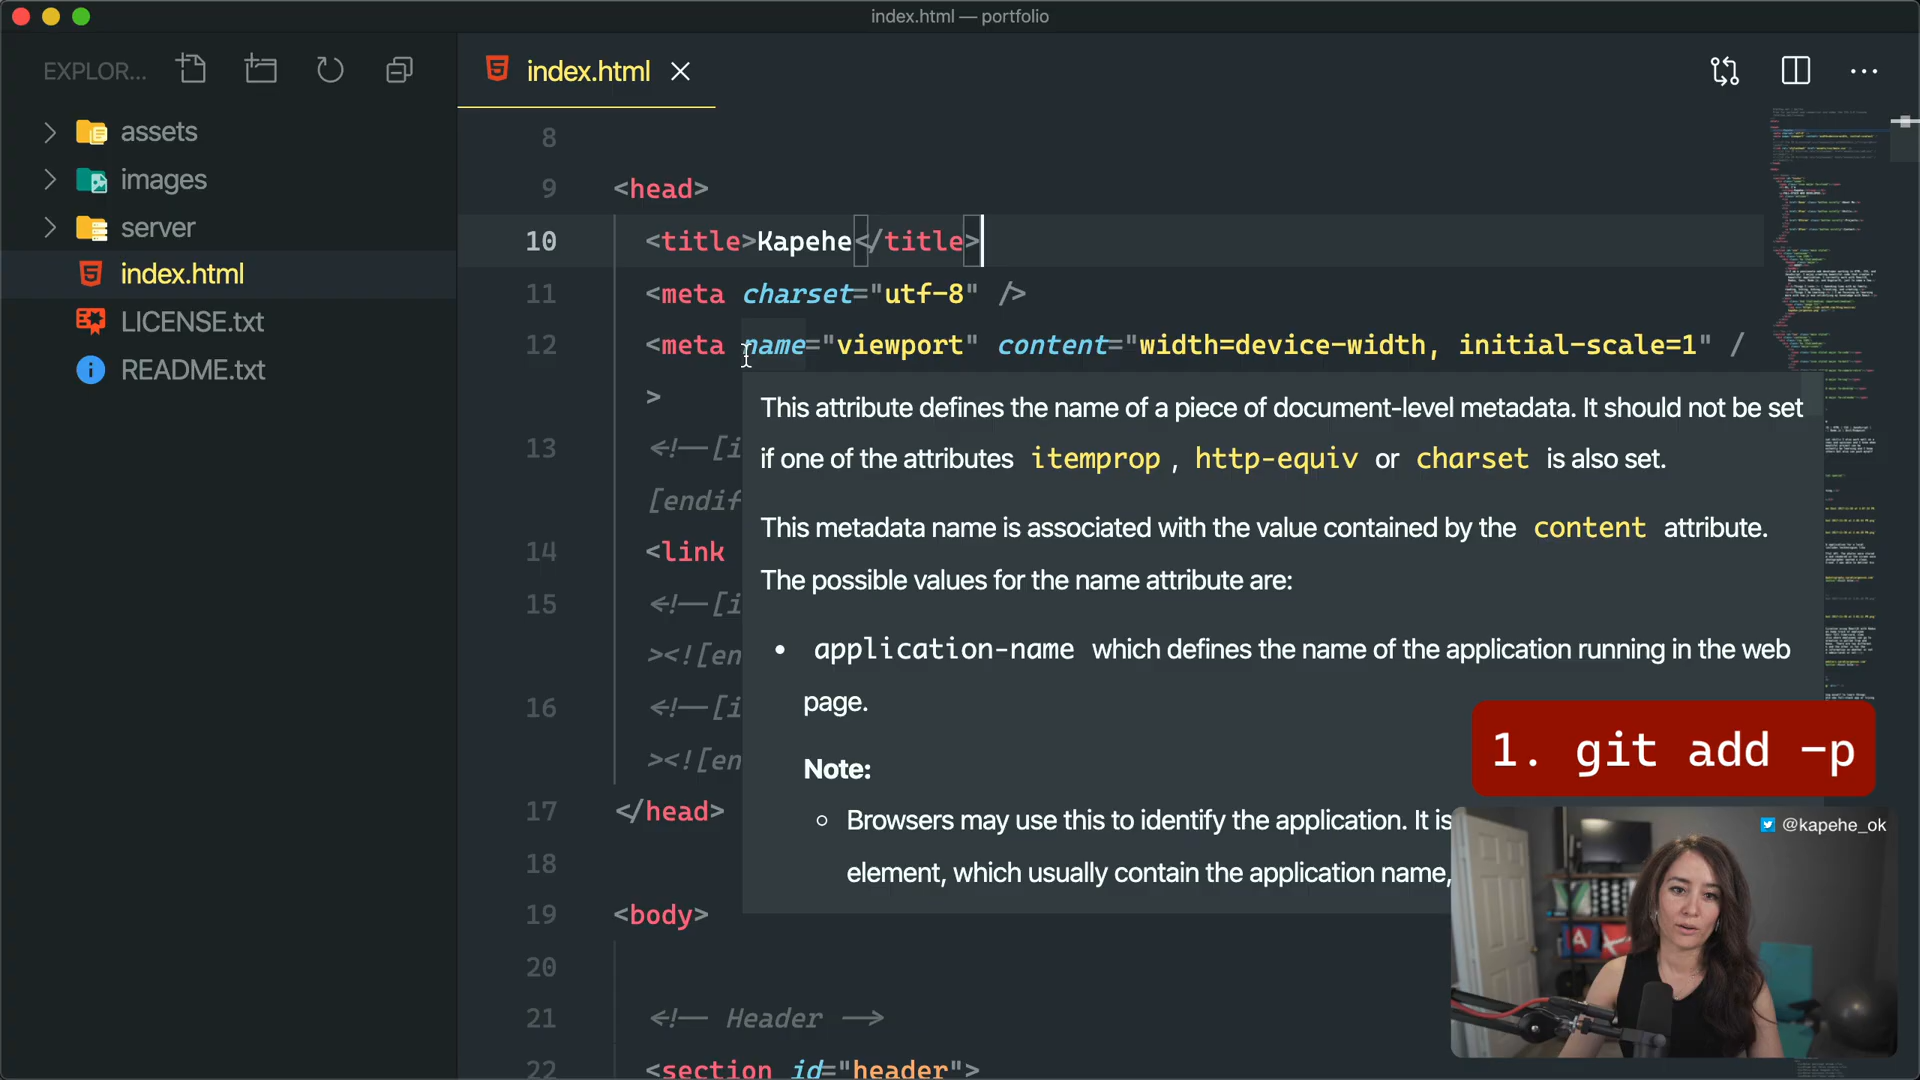 index.html — portfolio
EXPLOR...
index.html
assets
images
server
index.html
LICENSE.txt
README.txt
8
9 <head>
10 <title>Kapehe</title>
11 <meta charset="utf-8" />
12 <meta name="viewport" content="width=device-width, initial-scale=1" /
>
13 <!--[i
[endif
14 <link
15 <!--[i
><![en
16 <!--[i
><![en
17 </head>
18
19 <body>
20
21 <!-- Header -->
22 <section id="header">
This attribute defines the name of a piece of document-level metadata. It should not be set
if one of the attributes itemprop , http-equiv or charset is also set.
This metadata name is associated with the value contained by the content attribute.
The possible values for the name attribute are:
• application-name which defines the name of the application running in the web
page.
Note:
○ Browsers may use this to identify the application. It is
element, which usually contain the application name,
1. git add -p
@kapehe_ok